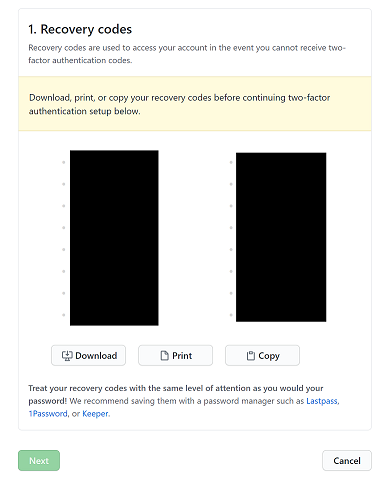 1. Recovery codes
Recovery codes are used to access your account in the event you cannot receive two-
factor authentication codes.
Download, print, or copy your recovery codes before continuing two-factor
authentication setup below.
Download
Print
Copy
Treat your recovery codes with the same level of attention as you would your
password! We recommend saving them with a password manager such as Lastpass,
1Password, or Keeper.
Next
Cancel